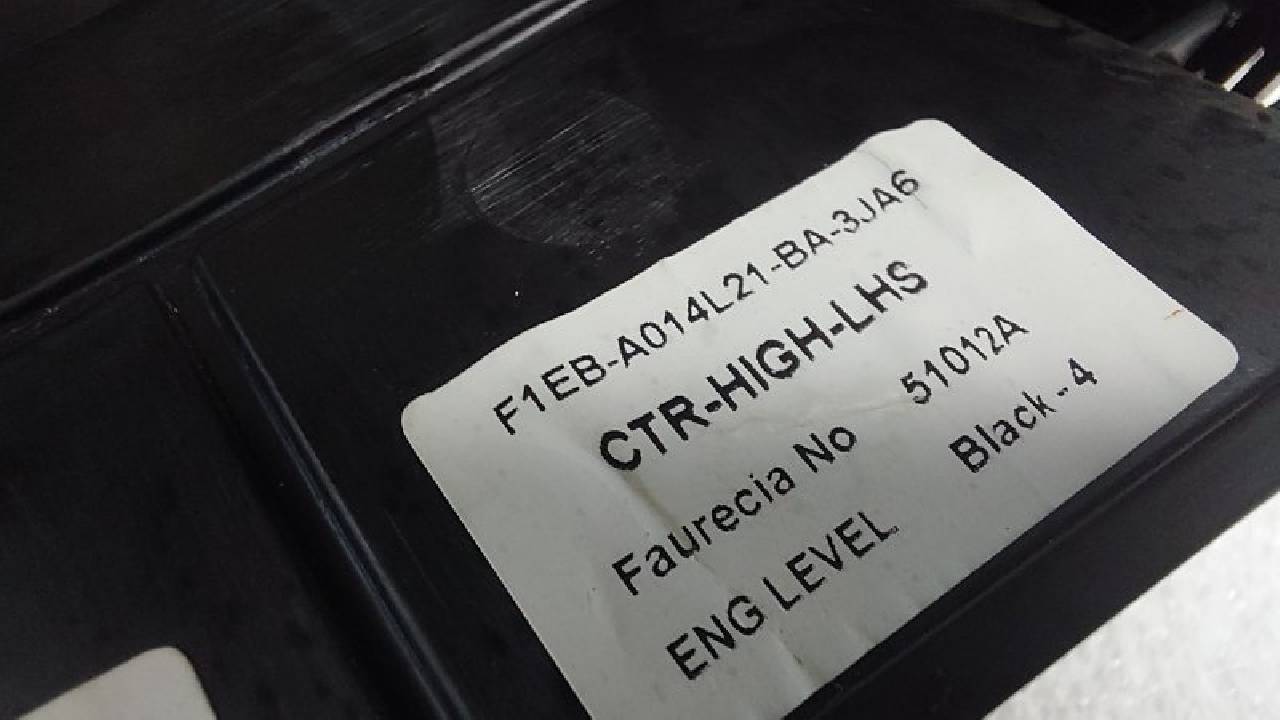 F1EB-A014L21-BA-3JA6
CTR-HIGH-LHS
Faurecia No 51012A
ENG LEVEL Black-4